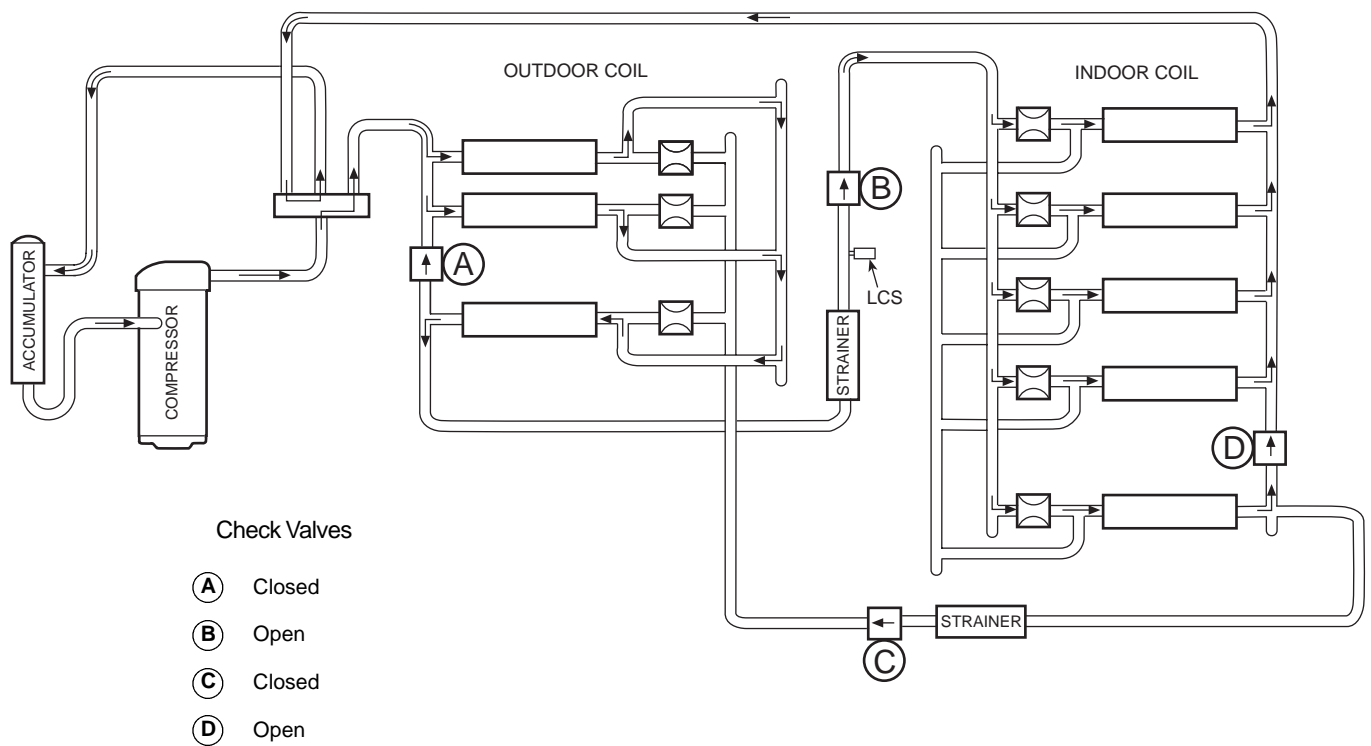 OUTDOOR COIL
INDOOR COIL
B
A
LCS
ACCUMULATOR
COMPRESSOR
STRAINER
D
STRAINER
C
Check Valves
A Closed
B Open
C Closed
D Open